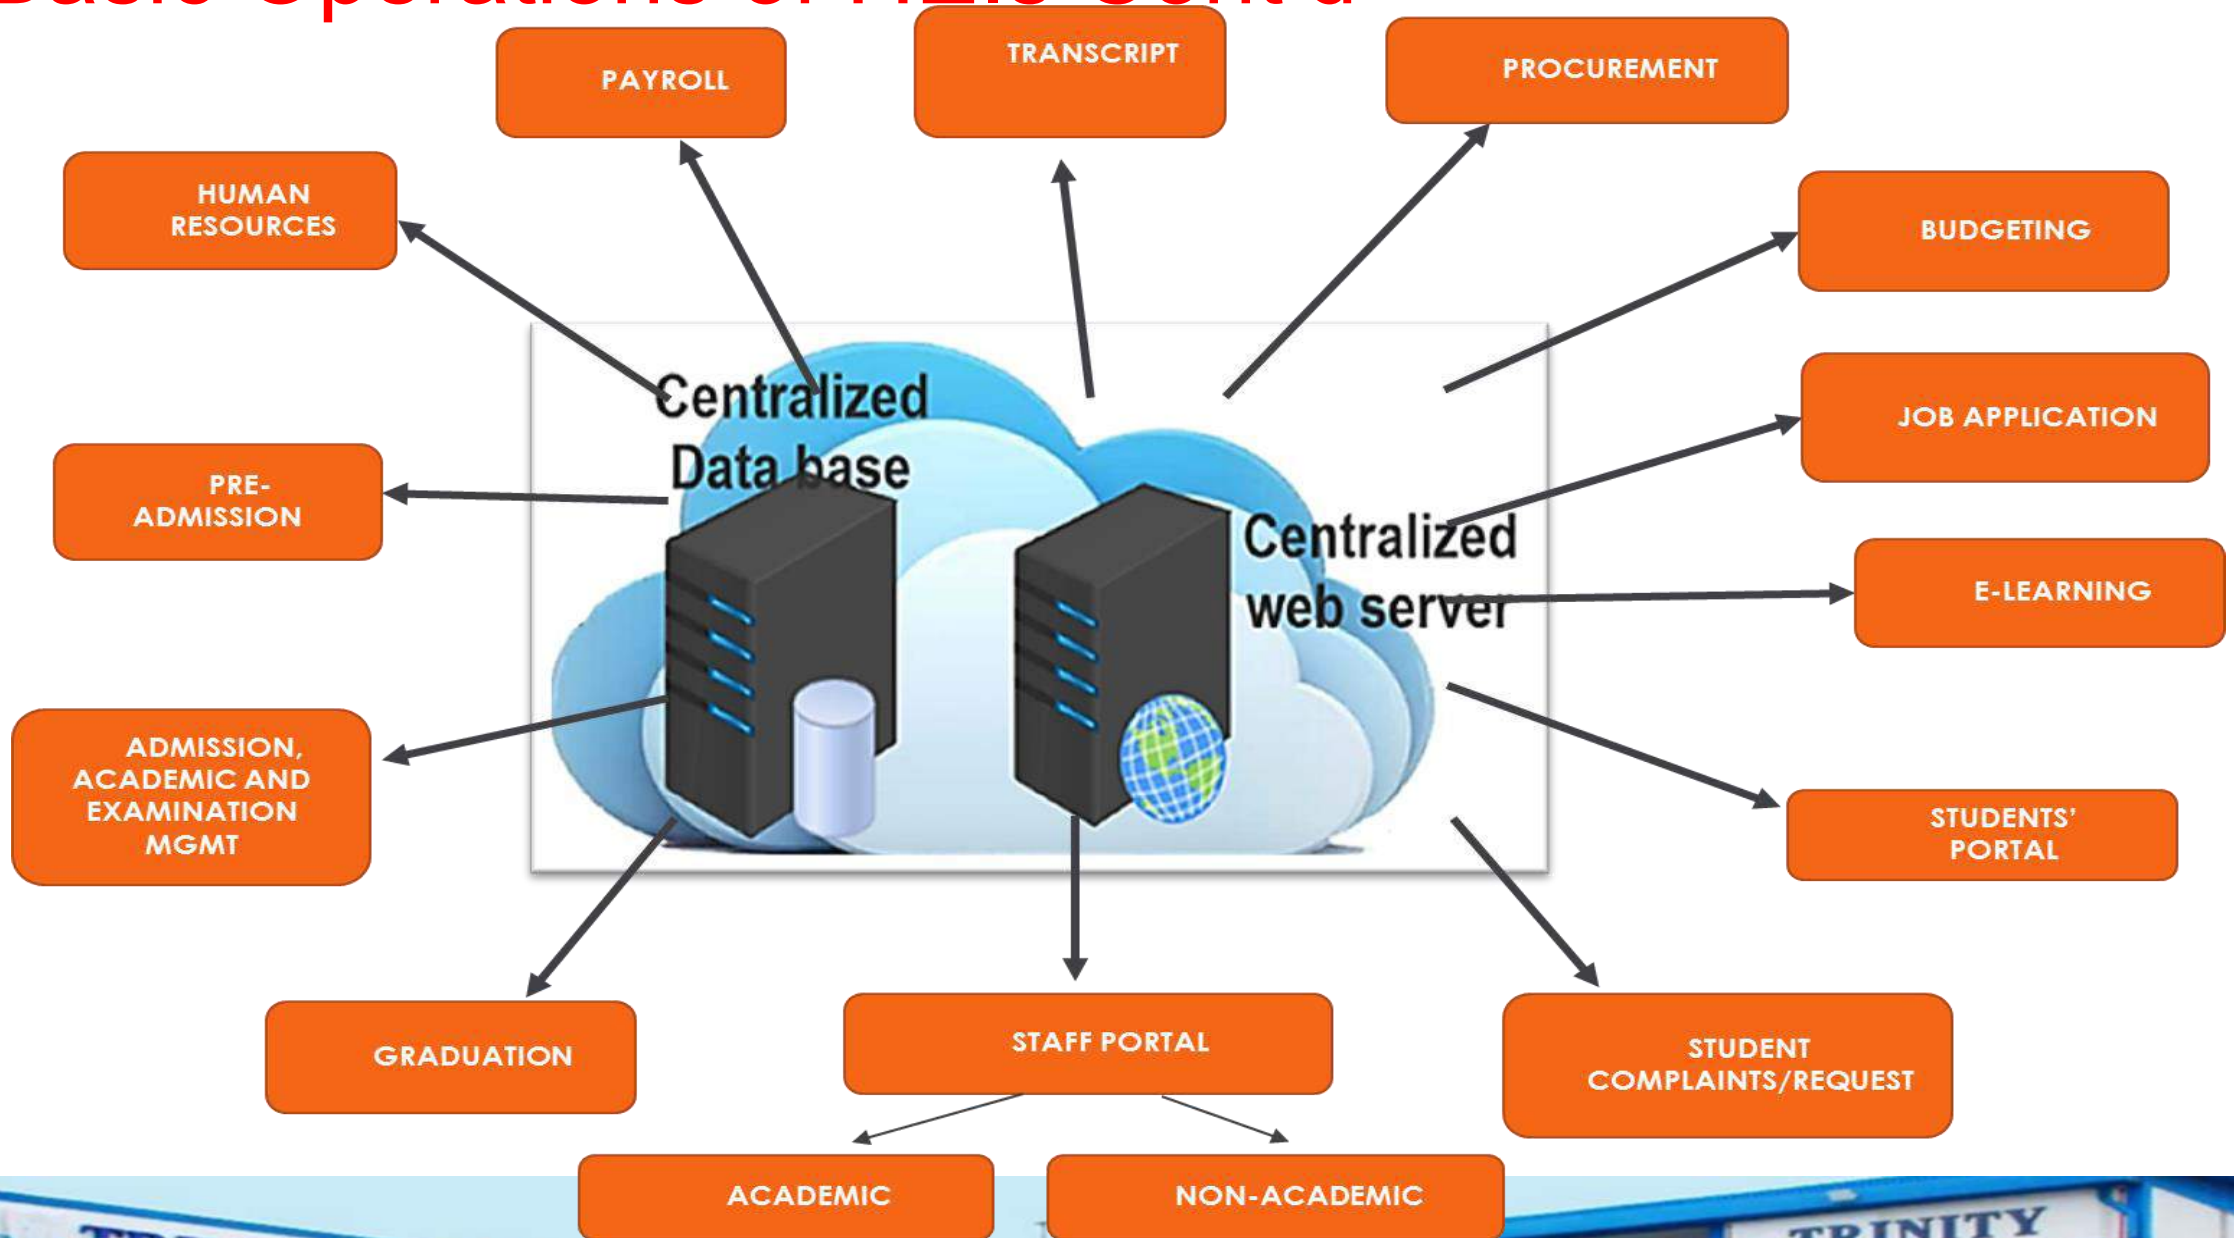 PAYROLL
TRANSCRIPT
PROCUREMENT
HUMAN
RESOURCES
BUDGETING
Centralized
Data base
JOB APPLICATION
PRE-
ADMISSION
Centralized
web server
E-LEARNING
ADMISSION,
ACADEMIC AND
EXAMINATION
MGMT
STUDENTS'
PORTAL
GRADUATION
STAFF PORTAL
STUDENT
COMPLAINTS/REQUEST
ACADEMIC
NON-ACADEMIC
TRINITY